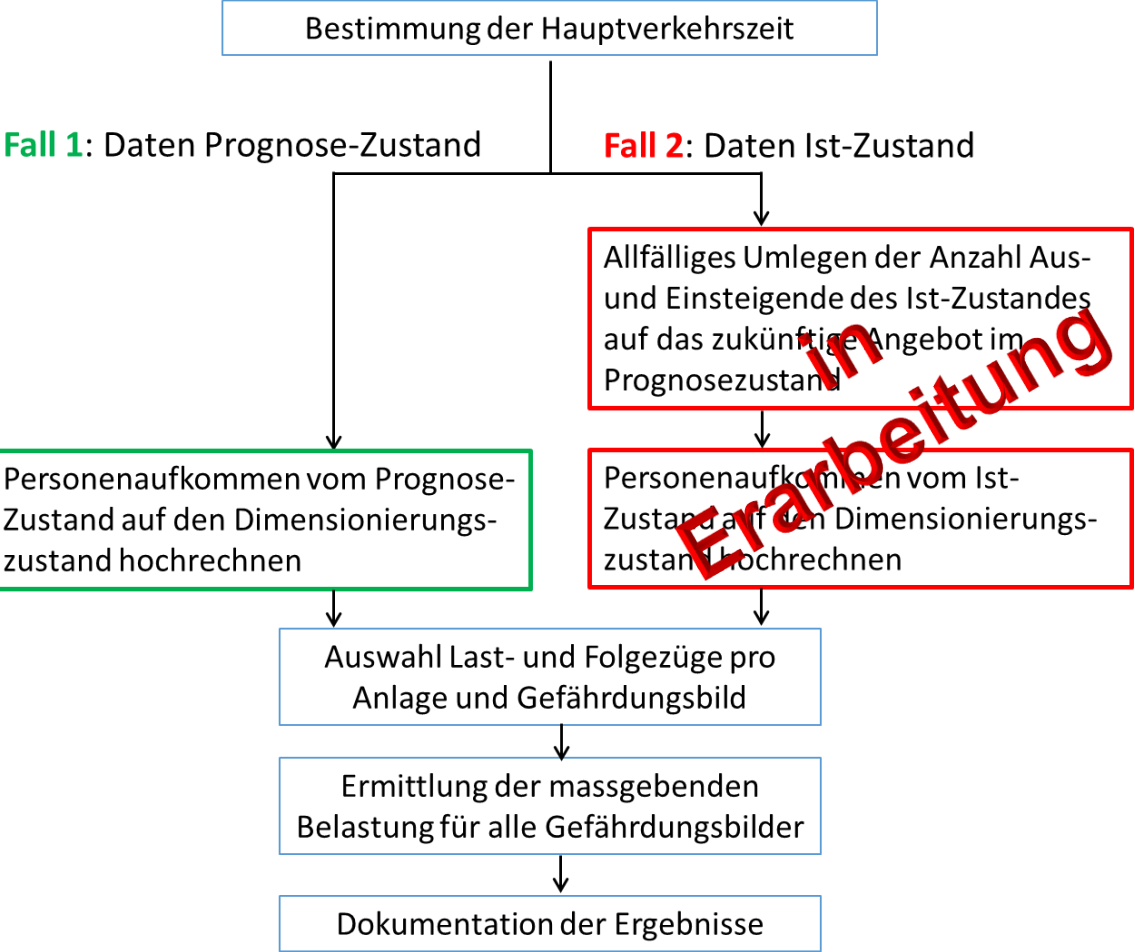 Bestimmung der Hauptverkehrszeit
Fall 1: Daten Prognose-Zustand
Fall 2: Daten Ist-Zustand
Allfälliges Umlegen der Anzahl Aus-
und Einsteigende des Ist-Zustandes
auf das zukünftige Angebot im
Prognosezustand
Personenaufkommen vom Prognose-
Zustand auf den Dimensionierungs-
zustand hochrechnen
Personenaufkommen vom Ist-
Zustand auf den Dimensionierungs-
zustand hochrechnen
in
Erarbeitung
Auswahl Last- und Folgezüge pro
Anlage und Gefährdungsbild
Ermittlung der massgebenden
Belastung für alle Gefährdungsbilder
Dokumentation der Ergebnisse